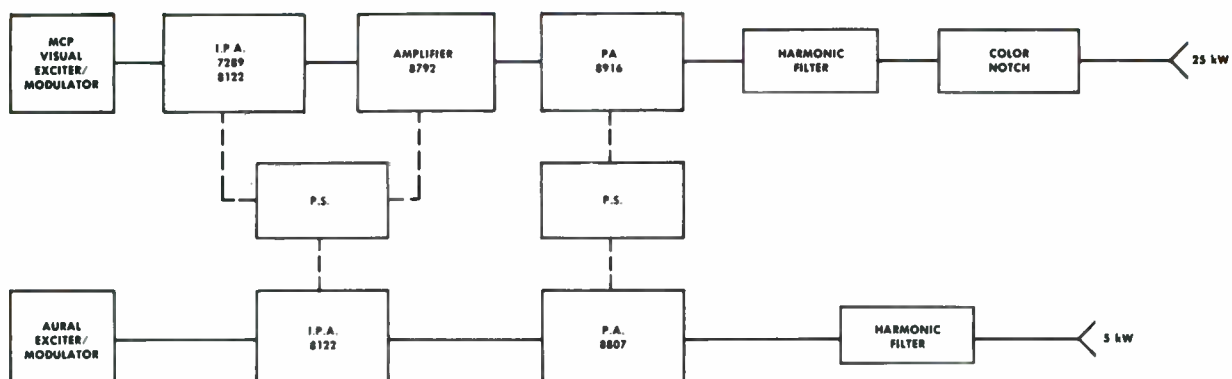 MCP
VISUAL
EXCITER/
MODULATOR
I.P.A.
7289
8122
AMPLIFIER
8792
PA
8916
HARMONIC
FILTER
COLOR
NOTCH
25 kW
P.S.
P.S.
AURAL
EXCITER/
MODULATOR
I.P.A.
8122
P.A.
8807
HARMONIC
FILTER
5 kW